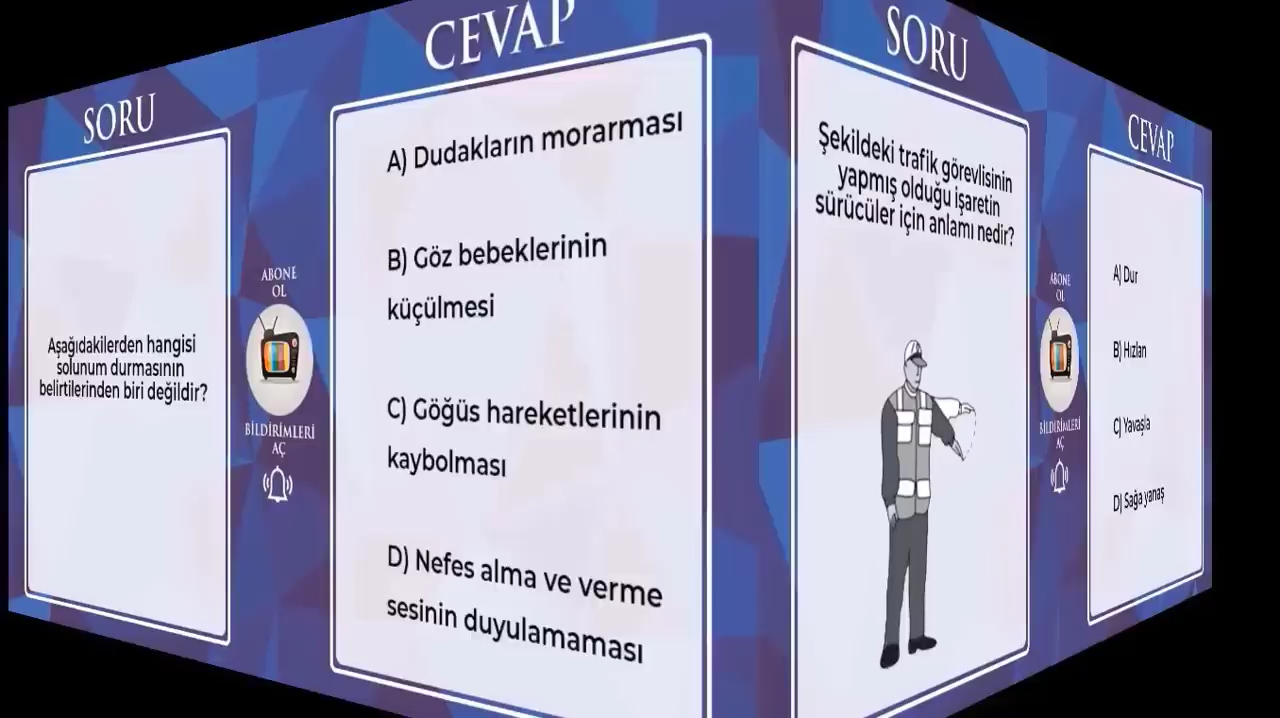 SORU
Aşağıdakilerden hangisi
solunum durmasının
belirtilerinden biri değildir?
ABONE
OL
BİLDİRİMLERİ
AÇ
CEVAP
A) Dudakların morarması
B) Göz bebeklerinin
küçülmesi
C) Göğüs hareketlerinin
kaybolması
D) Nefes alma ve verme
sesinin duyulamaması
SORU
Şekildeki trafik görevlisinin
yapmış olduğu işaretin
sürücüler için anlamı nedir?
ABONE
OL
BİLDİRİMLERİ
AÇ
CEVAP
A) Dur
B) Hızlan
C) Yavaşla
D) Sağa yanaş